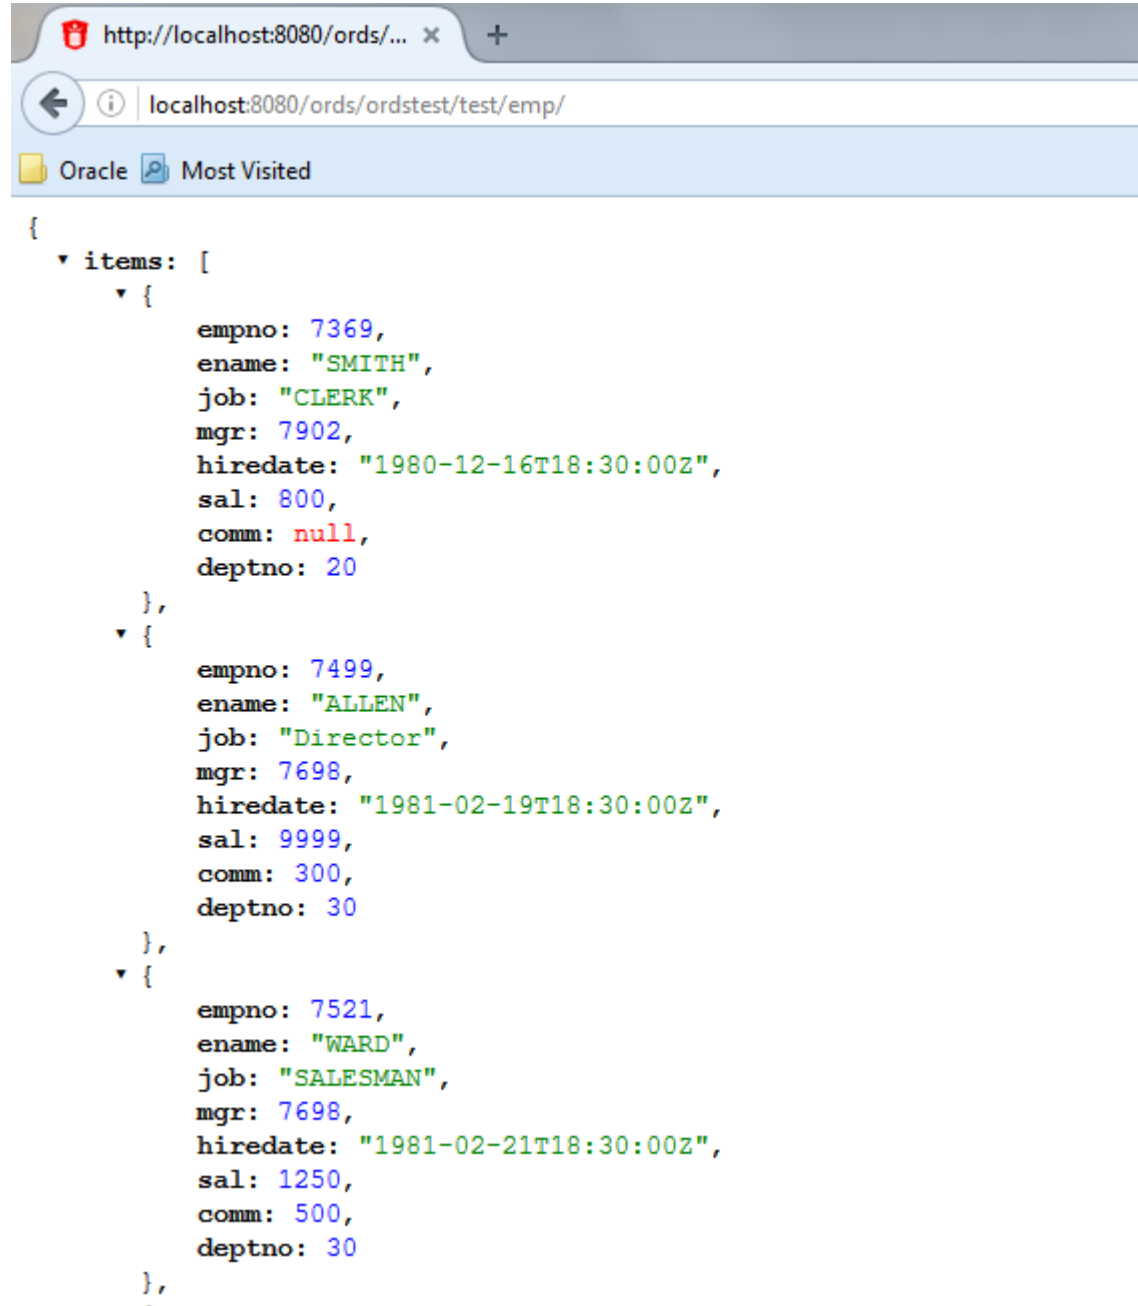 http://localhost:8080/ords/...
localhost:8080/ords/ordstest/test/emp/
Oracle Most Visited
{
items: [
{
empno: 7369,
ename: "SMITH",
job: "CLERK",
mgr: 7902,
hiredate: "1980-12-16T18:30:00Z",
sal: 800,
comm: null,
deptno: 20
},
{
empno: 7499,
ename: "ALLEN",
job: "Director",
mgr: 7698,
hiredate: "1981-02-19T18:30:00Z",
sal: 9999,
comm: 300,
deptno: 30
},
{
empno: 7521,
ename: "WARD",
job: "SALESMAN",
mgr: 7698,
hiredate: "1981-02-21T18:30:00Z",
sal: 1250,
comm: 500,
deptno: 30
},